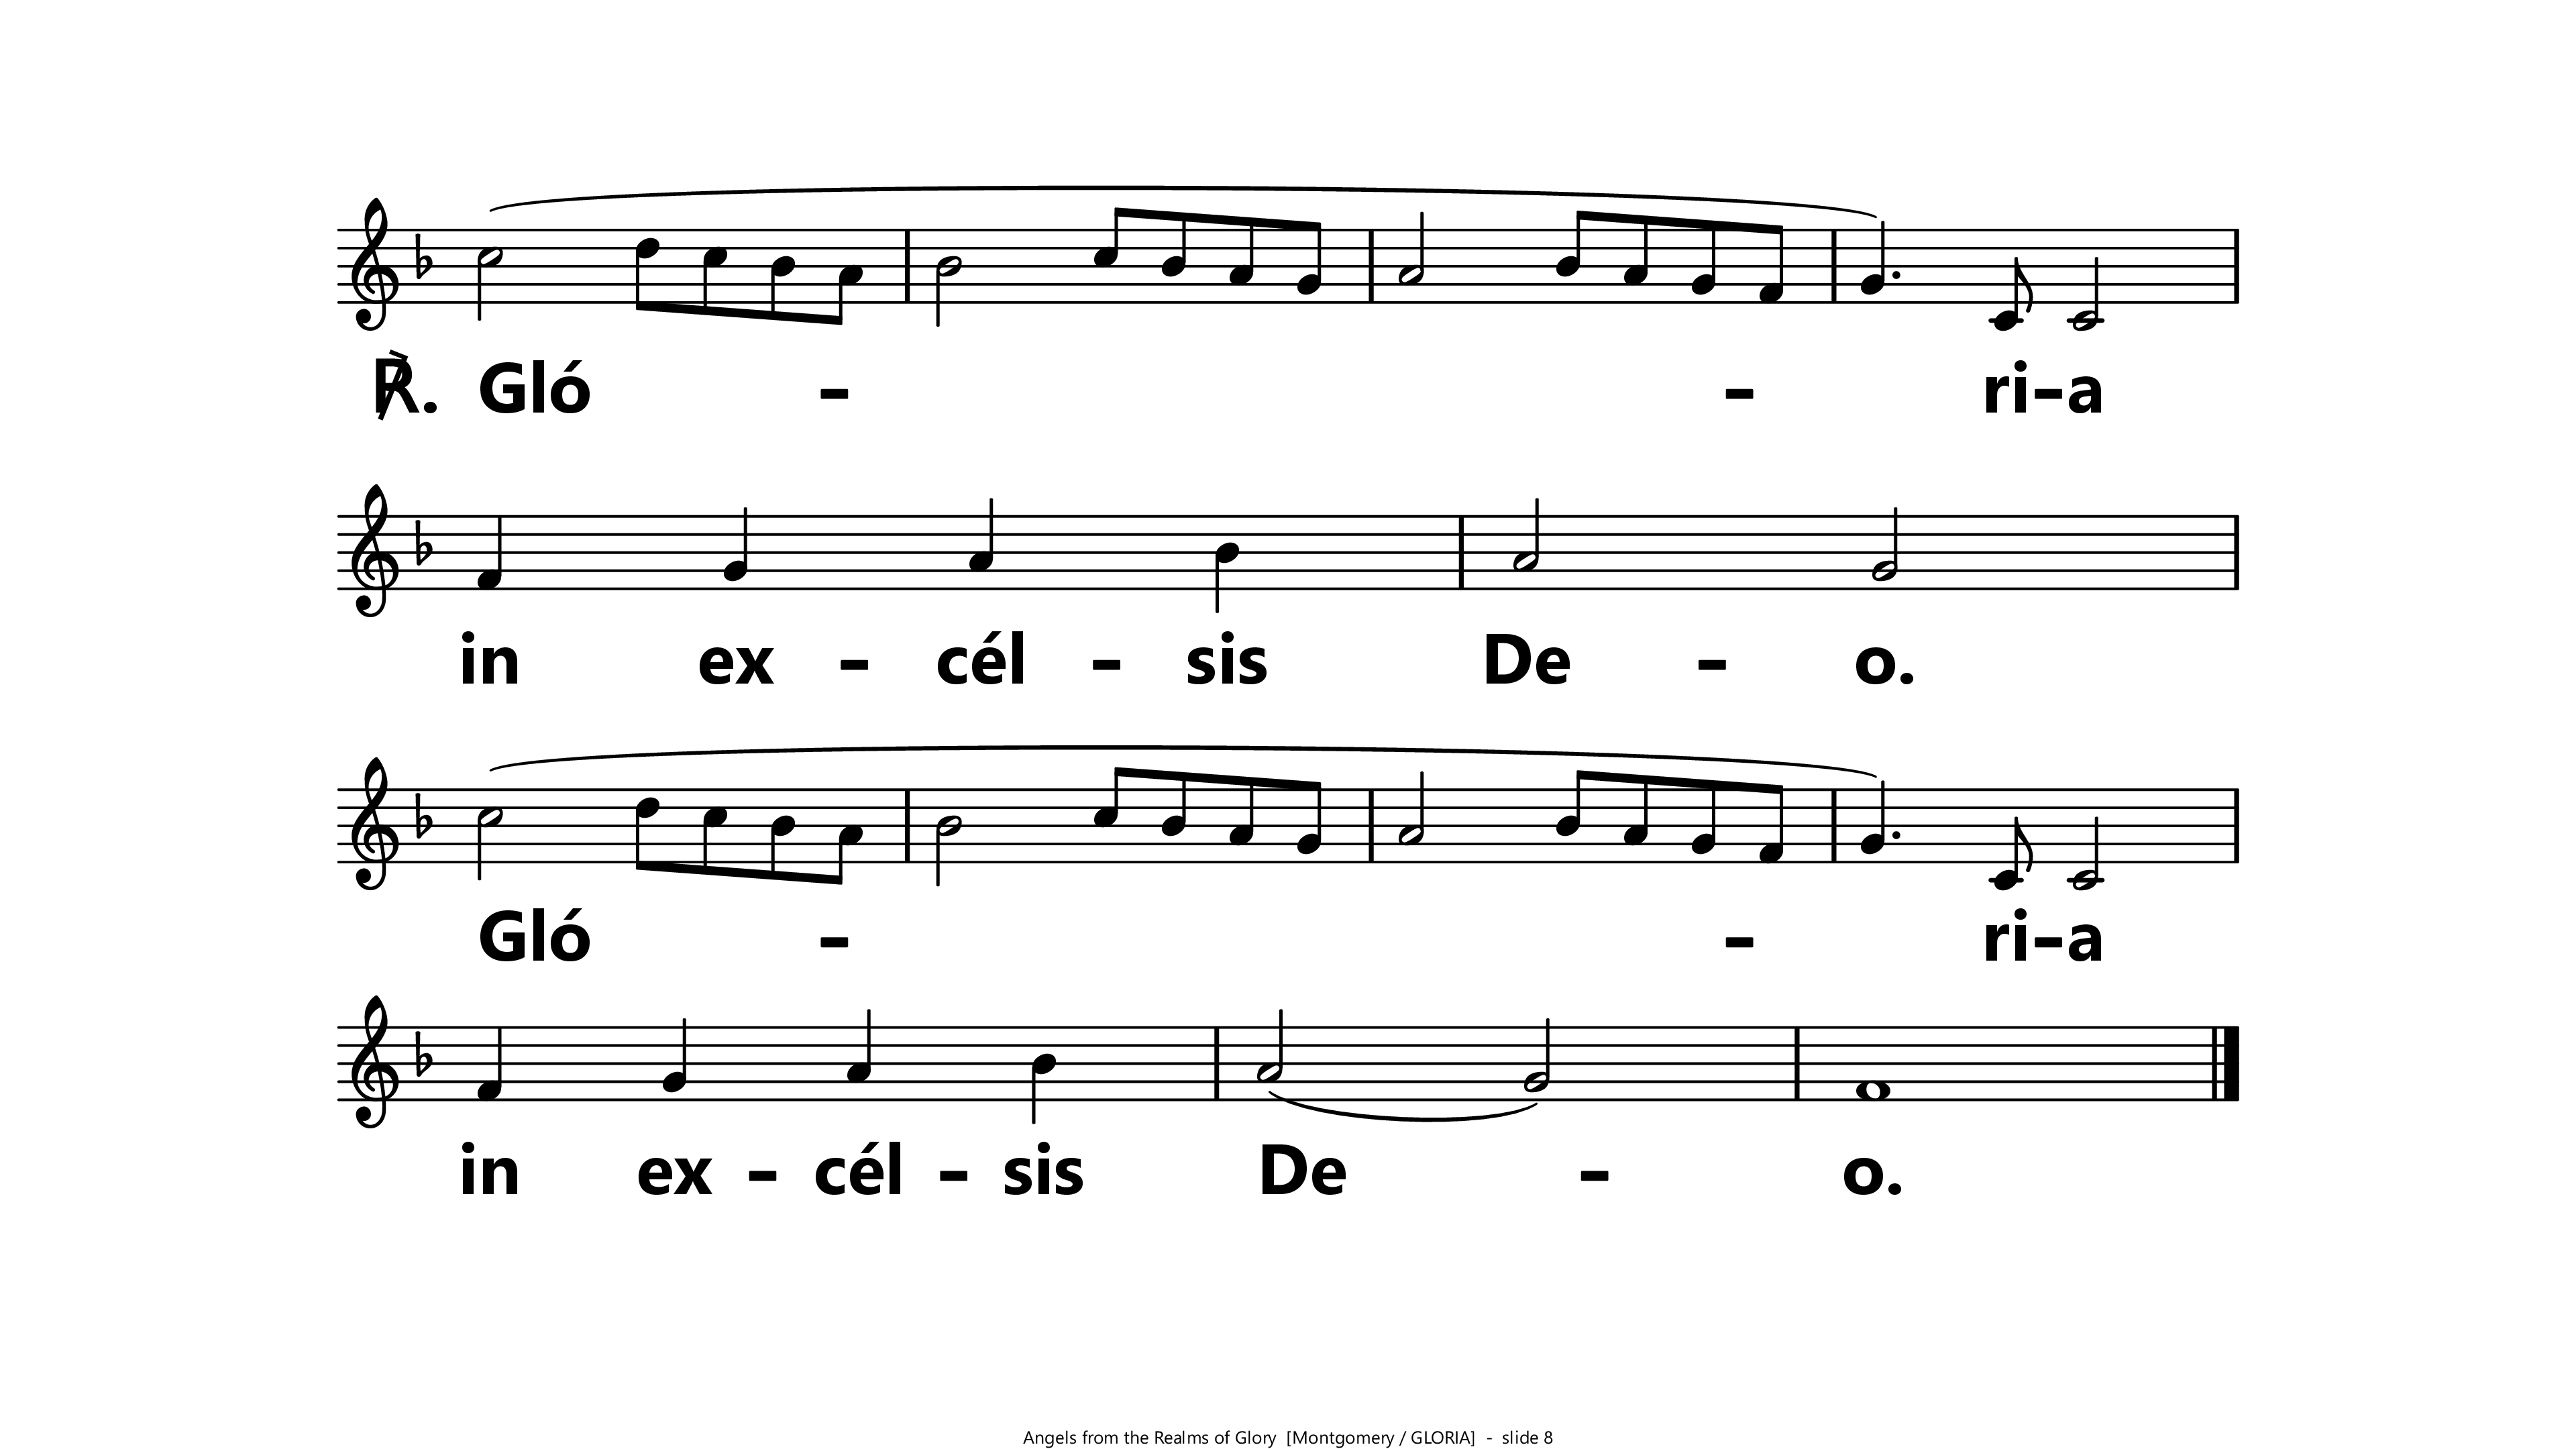 ℟. Gló – – ri–a
in ex – cél – sis De – o.
Gló – – ri–a
in ex – cél – sis De – o.
Angels from the Realms of Glory [Montgomery / GLORIA] - slide 8